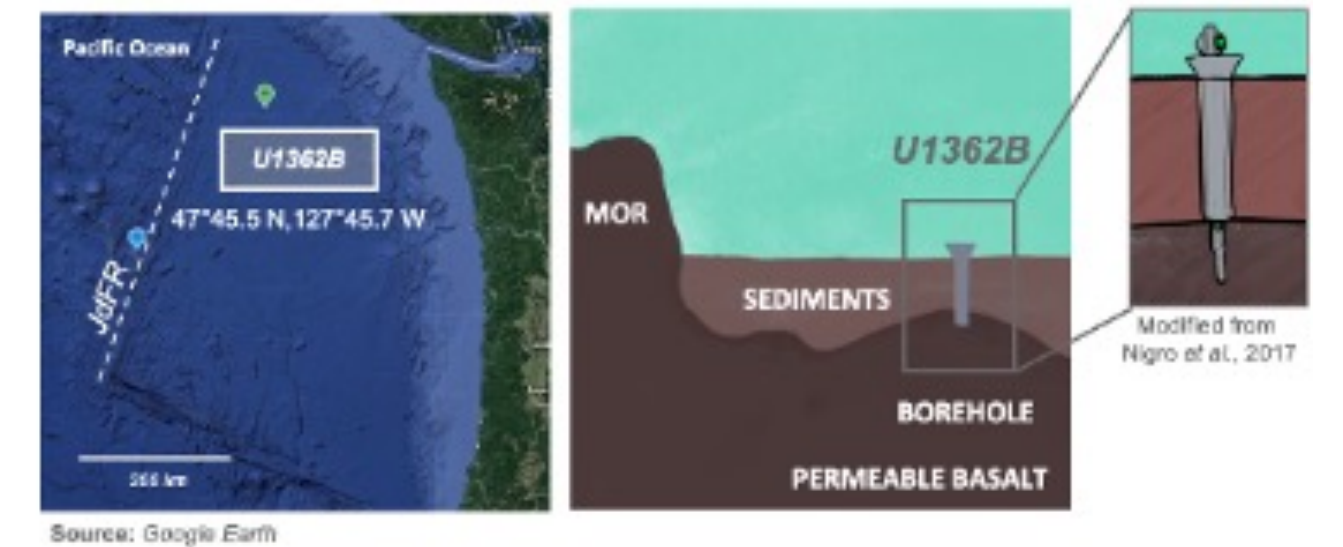 Pacific Ocean
U1362B
47°45.5 N, 127°45.7 W
JdFR
Source: Google Earth
U1362B
MOR
SEDIMENTS
BOREHOLE
PERMEABLE BASALT
Modified from
Nigro et al., 2017